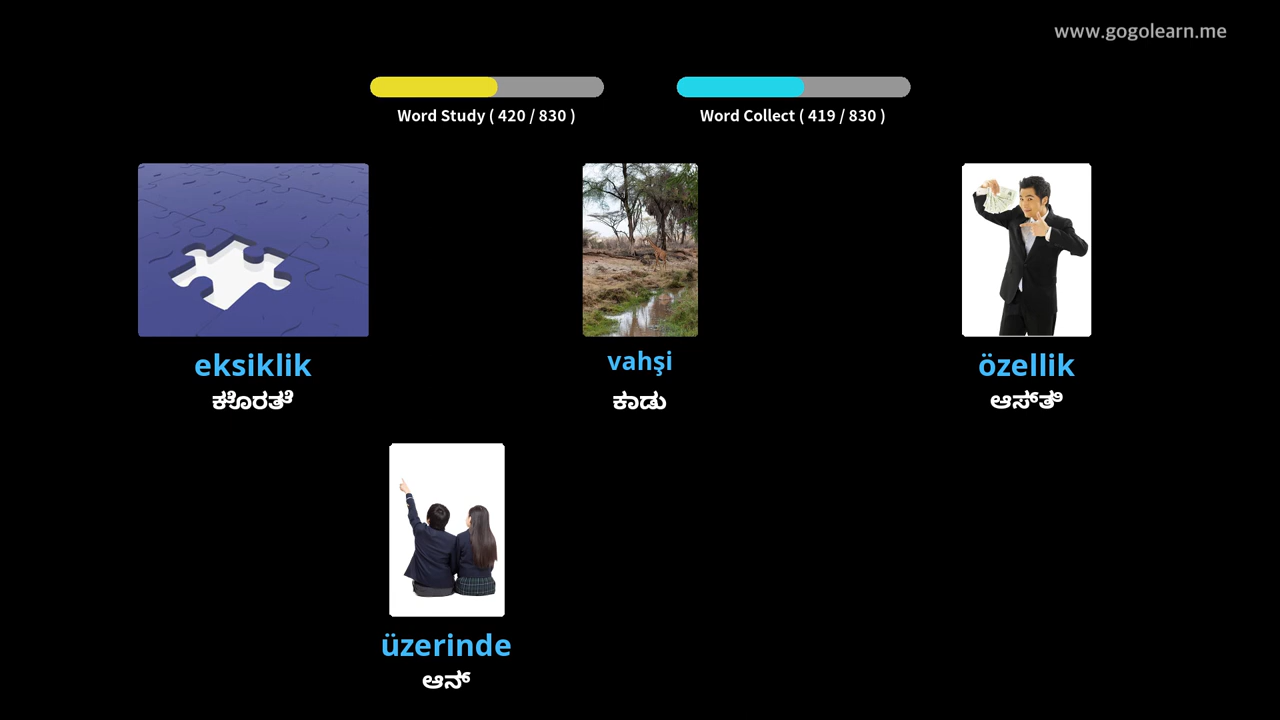 www.gogolearn.me
Word Study ( 420 / 830 )
Word Collect ( 419 / 830 )
eksiklik
ಕೊರತೆ
vahşi
ಕಾಡು
özellik
ಆಸ್ತಿ
üzerinde
ಆನ್